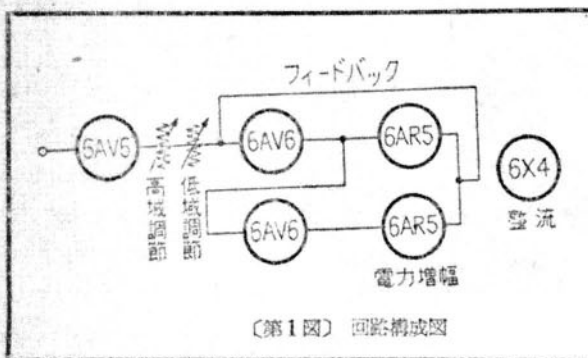 フィードバック
6AV6
6AV6
6AR5
6X4
整流
高域調節
低域調節
6AV6
6AR5
電力増幅
〔第1図〕 回路構成図